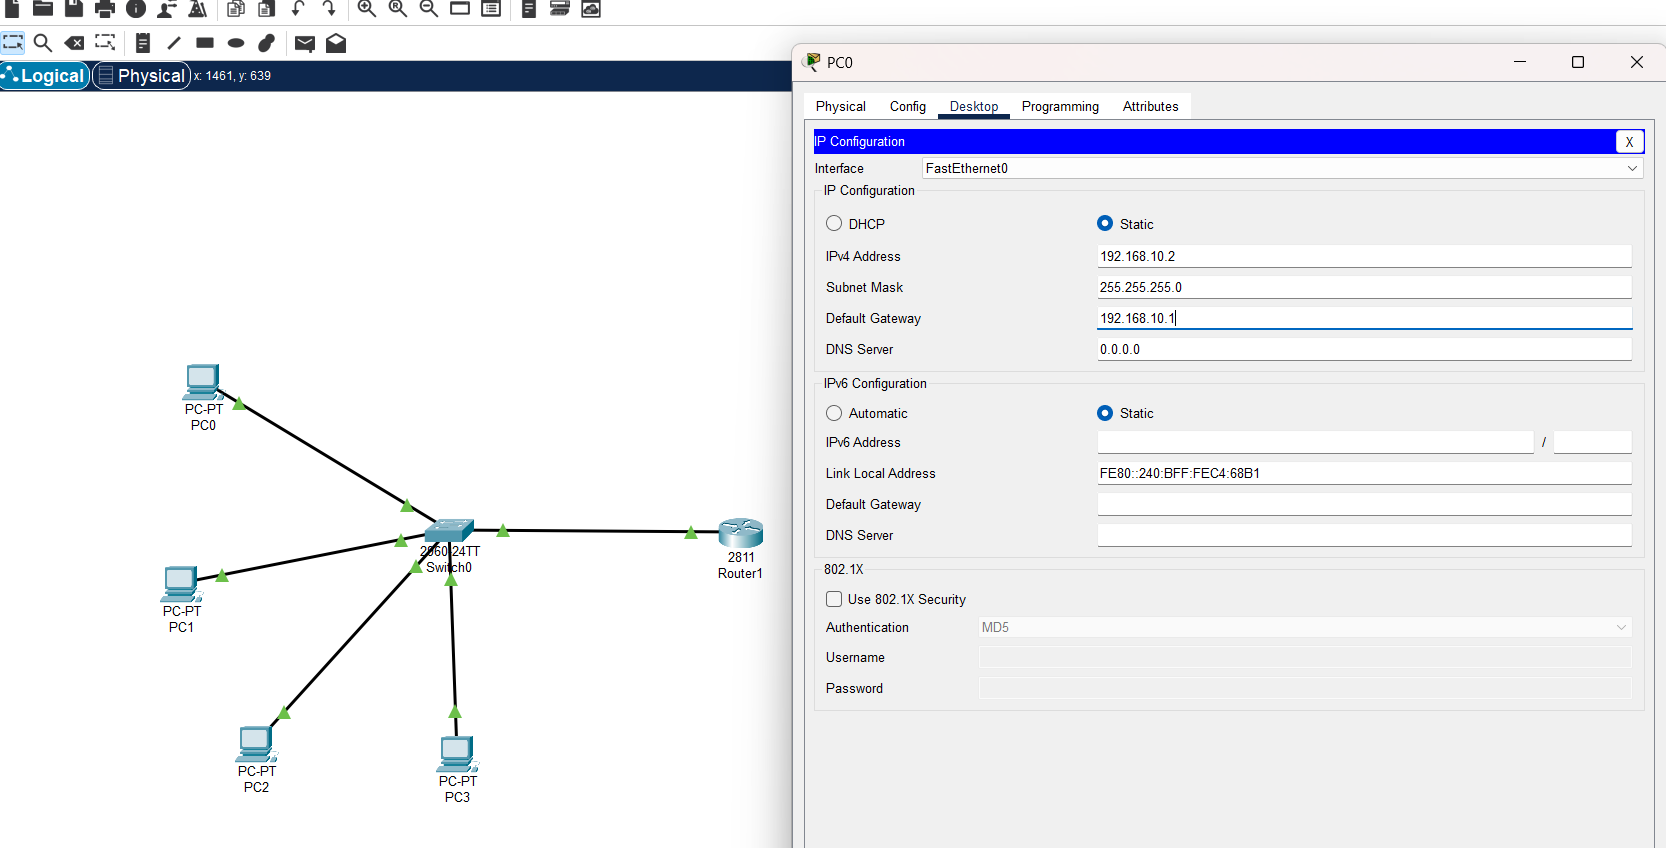 Logical Physical x: 1461, y: 639
PC-PT
PC0
PC-PT
PC1
PC-PT
PC2
PC-PT
PC3
2960-24TT
Switch0
2811
Router1
PC0
Physical Config Desktop Programming Attributes
IP Configuration X
Interface FastEthernet0
IP Configuration
DHCP Static
IPv4 Address 192.168.10.2
Subnet Mask 255.255.255.0
Default Gateway 192.168.10.1
DNS Server 0.0.0.0
IPv6 Configuration
Automatic Static
IPv6 Address /
Link Local Address FE80::240:BFF:FEC4:68B1
Default Gateway
DNS Server
802.1X
Use 802.1X Security
Authentication MD5
Username
Password